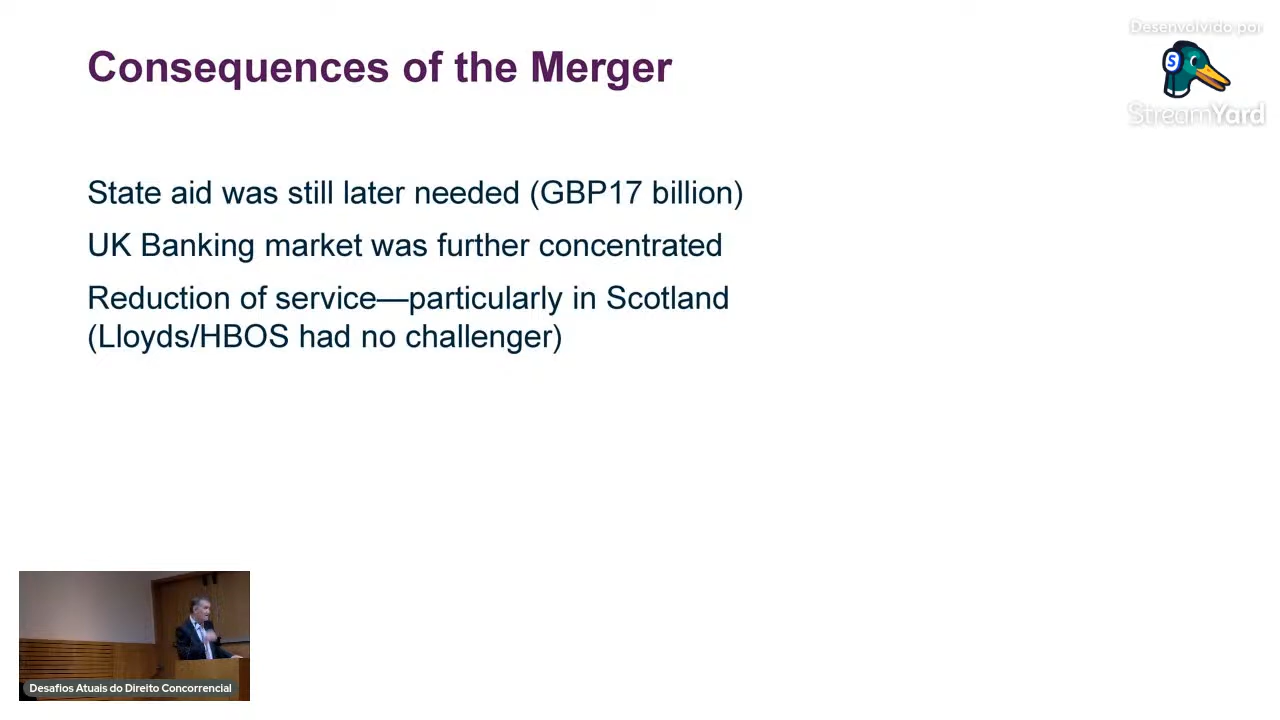 Desenvolvido por
Consequences of the Merger
S
StreamYard
State aid was still later needed (GBP17 billion)
UK Banking market was further concentrated
Reduction of service—particularly in Scotland
(Lloyds/HBOS had no challenger)
Desafios Atuais do Direito Concorrencial